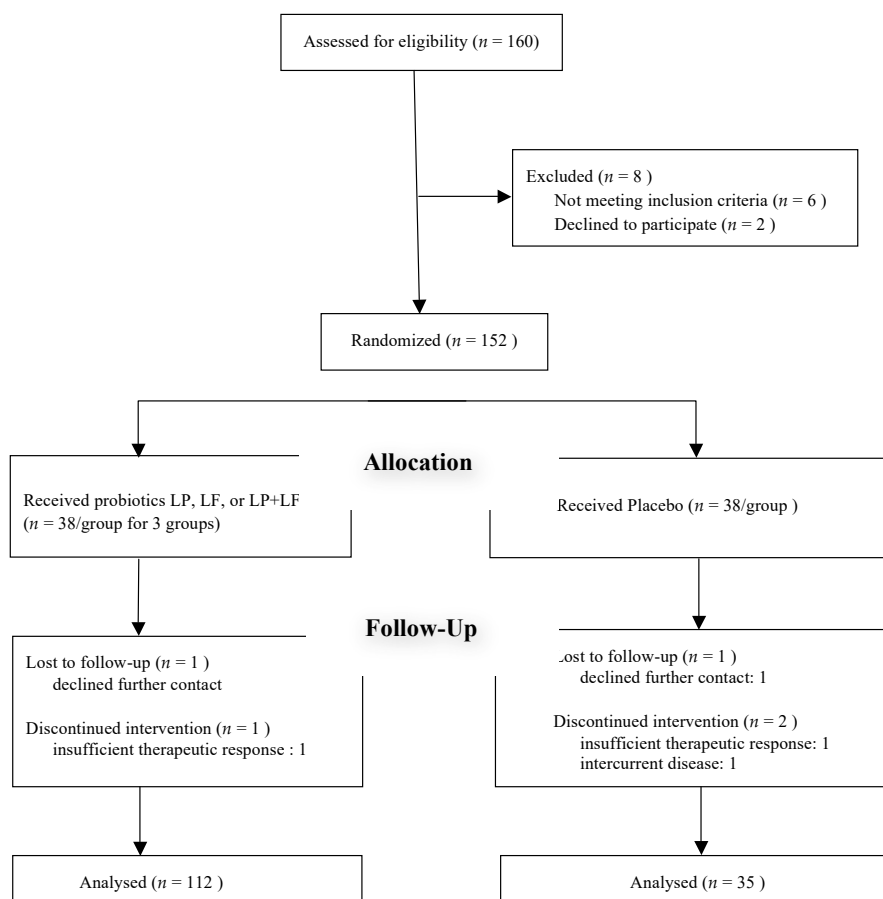 Assessed for eligibility (n = 160)
Excluded (n = 8 )
Not meeting inclusion criteria (n = 6 )
Declined to participate (n = 2 )
Randomized (n = 152 )
Allocation
Received probiotics LP, LF, or LP+LF
(n = 38/group for 3 groups)
Received Placebo (n = 38/group )
Follow-Up
Lost to follow-up (n = 1 )
declined further contact
Discontinued intervention (n = 1 )
insufficient therapeutic response : 1
Lost to follow-up (n = 1 )
declined further contact: 1
Discontinued intervention (n = 2 )
insufficient therapeutic response: 1
intercurrent disease: 1
Analysed (n = 112 )
Analysed (n = 35 )